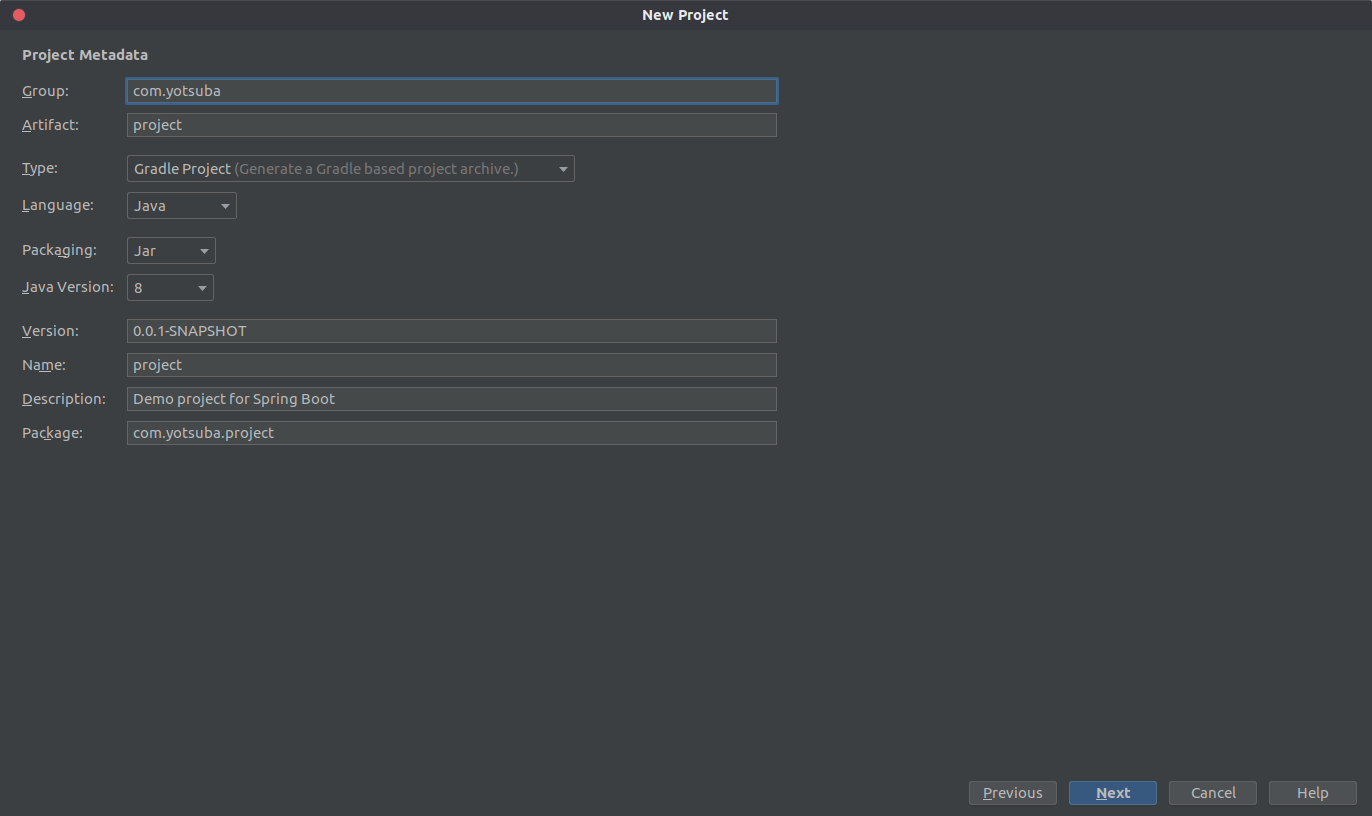 New Project
Project Metadata
Group: com.yotsuba
Artifact: project
Type: Gradle Project (Generate a Gradle based project archive.)
Language: Java
Packaging: Jar
Java Version: 8
Version: 0.0.1-SNAPSHOT
Name: project
Description: Demo project for Spring Boot
Package: com.yotsuba.project
Previous Next Cancel Help